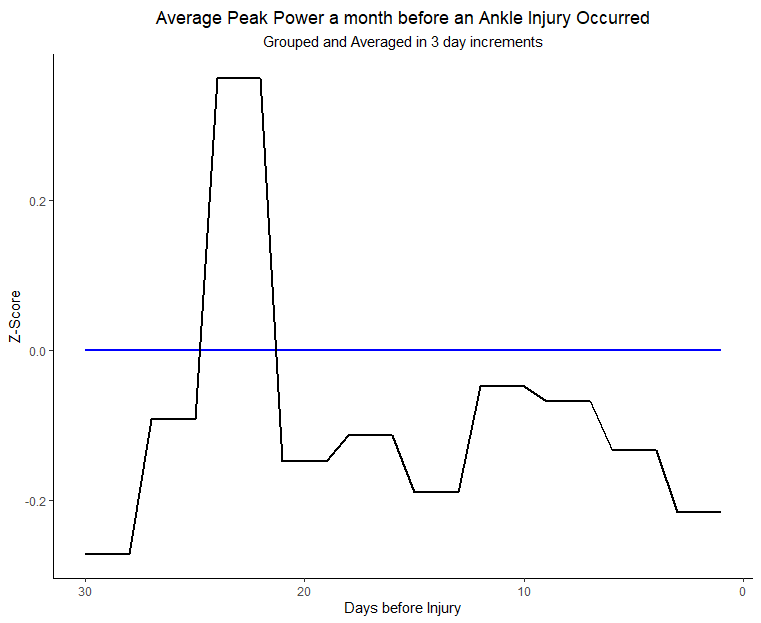 Average Peak Power a month before an Ankle Injury Occurred
Grouped and Averaged in 3 day increments
Z-Score
0.2
0.0
-0.2
30
20
10
0
Days before Injury